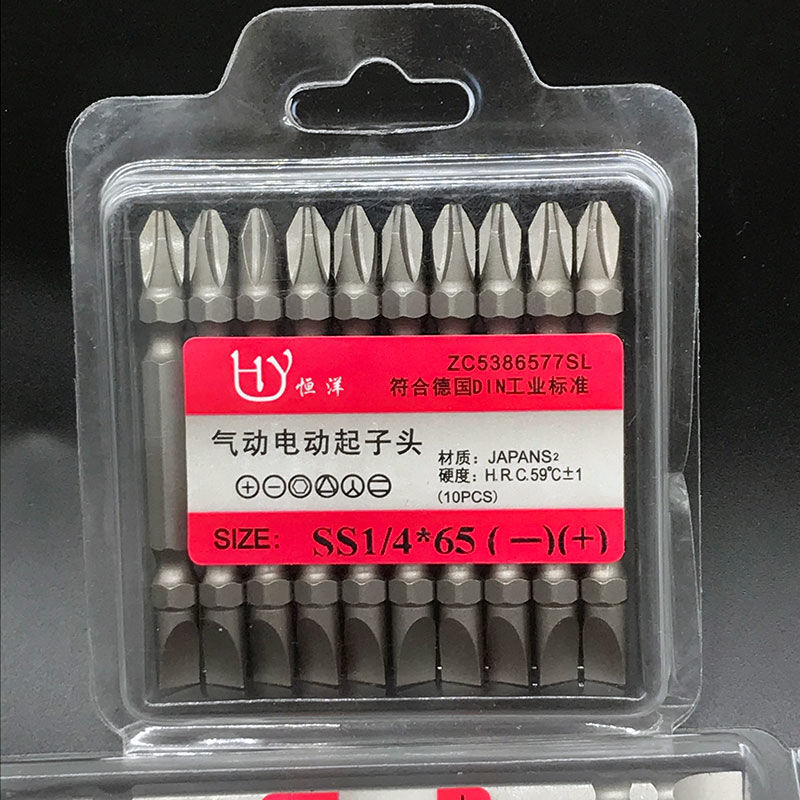 HY 恒洋
ZC5386577SL
符合德国DIN工业标准
气动电动起子头
材质：JAPANS2
硬度：H.R.C.59℃±1
(10PCS)
SIZE: SS1/4*65(一)(+)